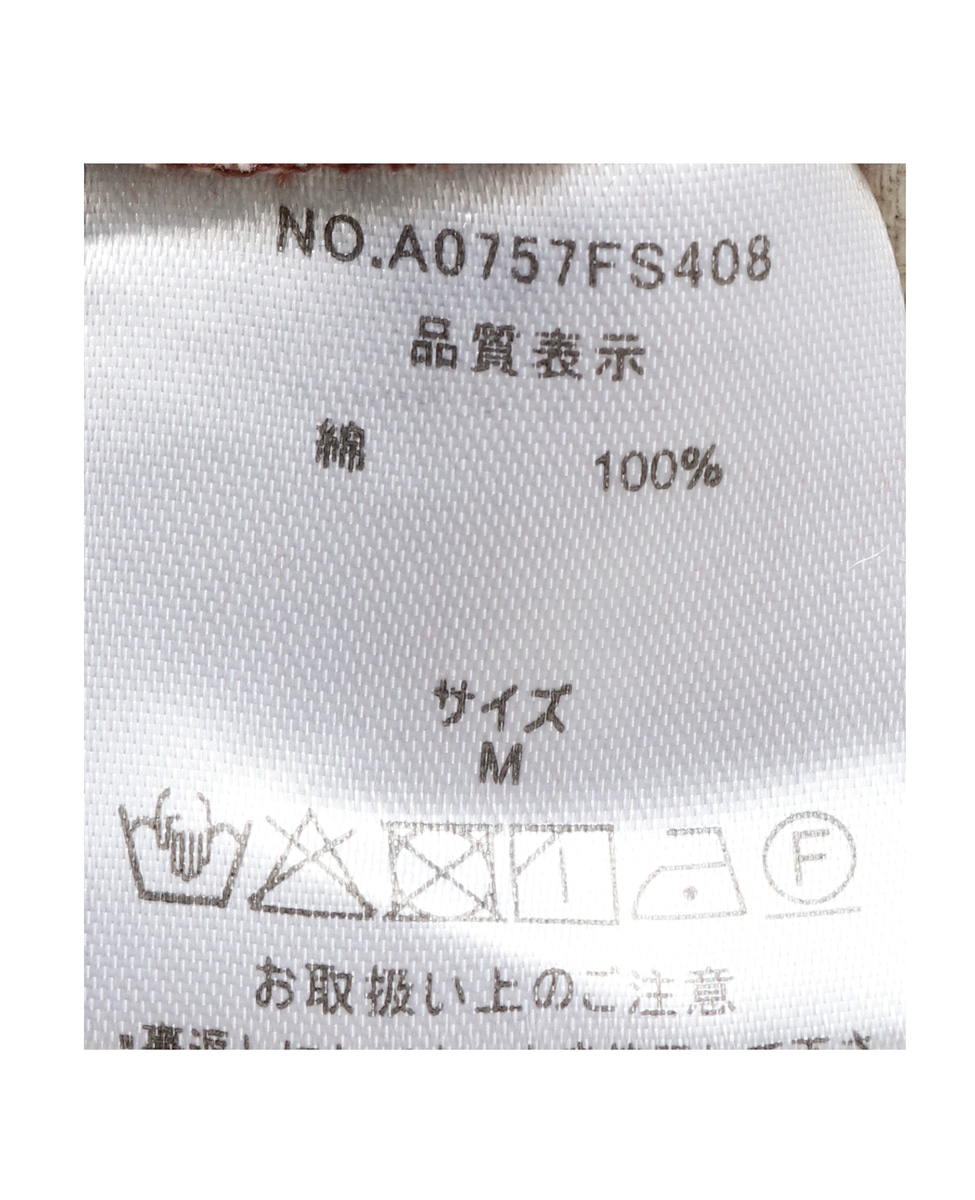 NO.A0757FS408
品質表示
綿 100%
サイズ
M
F
お取扱い上のご注意